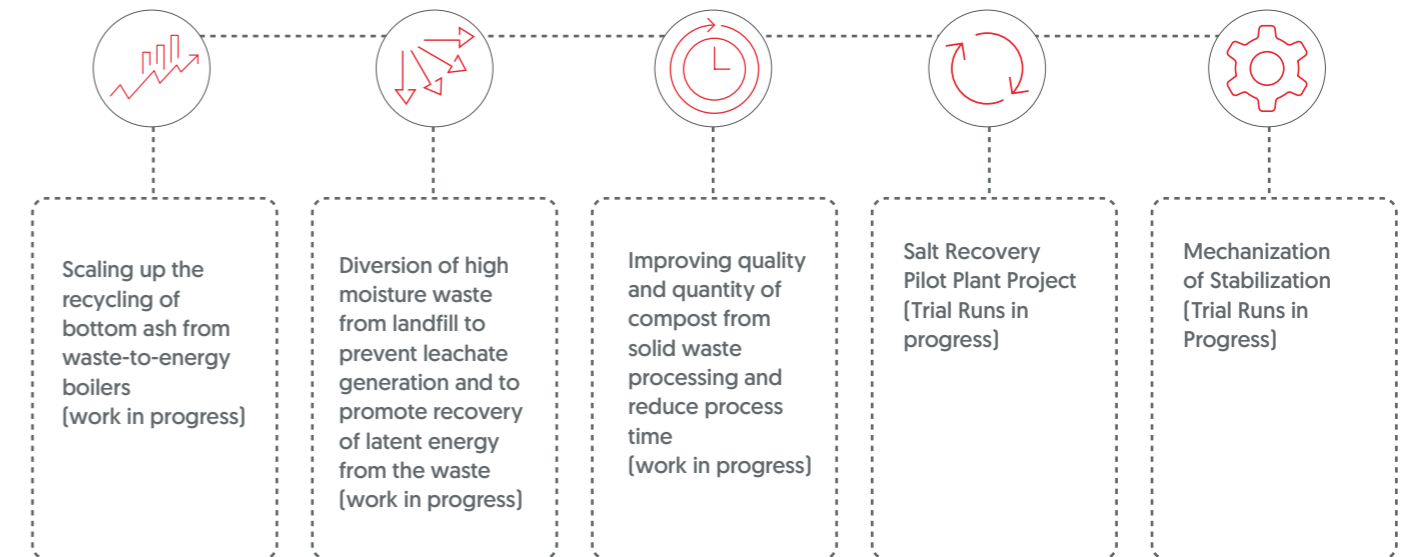 Scaling up the
recycling of
bottom ash from
waste-to-energy
boilers
(work in progress)
Diversion of high
moisture waste
from landfill to
prevent leachate
generation and to
promote recovery
of latent energy
from the waste
(work in progress)
Improving quality
and quantity of
compost from
solid waste
processing and
reduce process
time
(work in progress)
Salt Recovery
Pilot Plant Project
(Trial Runs in
progress)
Mechanization
of Stabilization
(Trial Runs in
Progress)